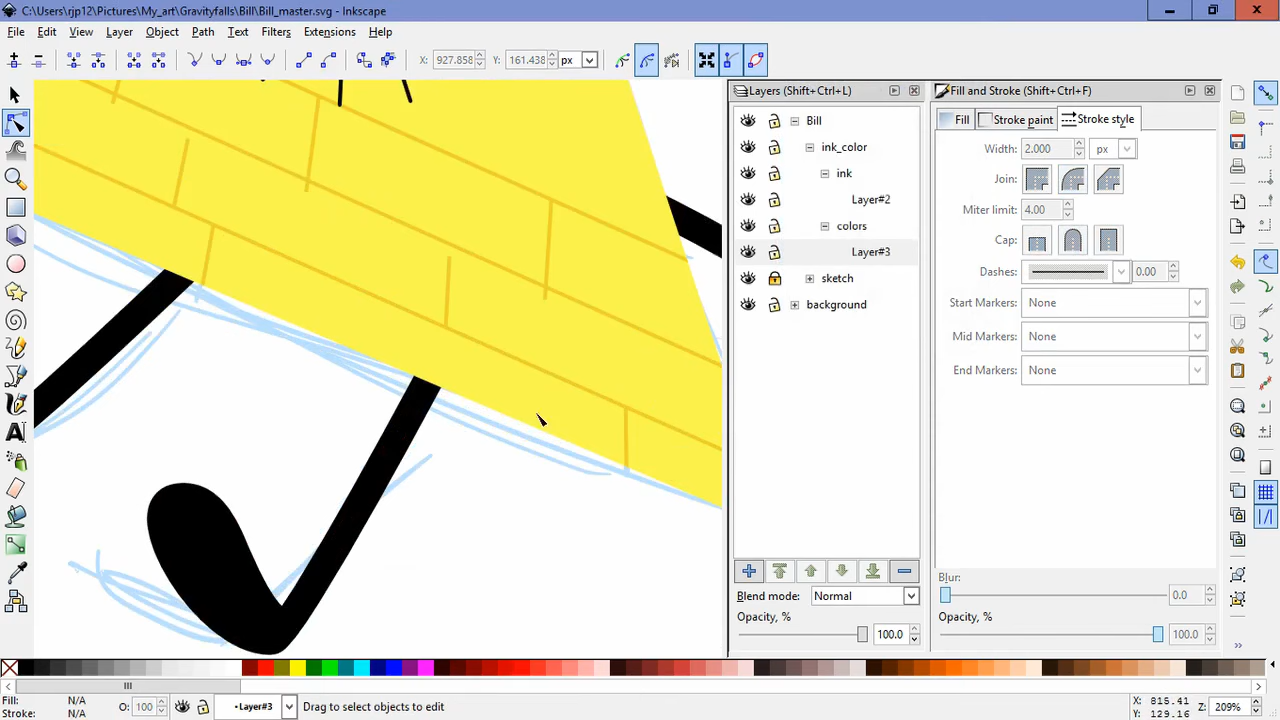 C:\Users\rjp12\Pictures\My_art\Gravityfalls\Bill\Bill_master.svg - Inkscape
File Edit View Layer Object Path Text Filters Extensions Help
X: 927.858 Y: 161.438 px
Layers (Shift+Ctrl+L)
Bill
ink_color
ink
Layer#2
colors
Layer#3
sketch
background
Blend mode: Normal
Opacity, %
100.0
Fill and Stroke (Shift+Ctrl+F)
Fill Stroke paint Stroke style
Width: 2.000 px
Join:
Miter limit: 4.00
Cap:
Dashes: 0.00
Start Markers: None
Mid Markers: None
End Markers: None
Blur:
0.0
Opacity, %
100.0
Fill: N/A
Stroke: N/A
O: 100
•Layer#3
Drag to select objects to edit
X: 815.41
Y: 129.16
Z: 209%